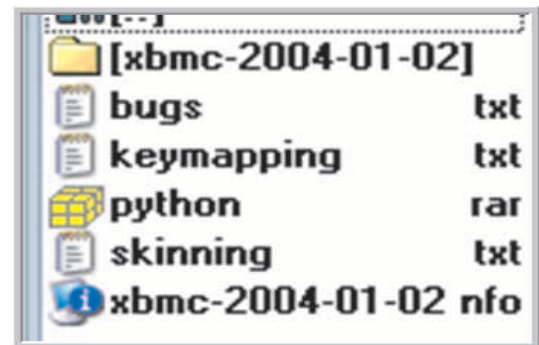 [..]
[xbmc-2004-01-02]
bugs txt
keymapping txt
python rar
skinning txt
xbmc-2004-01-02 nfo